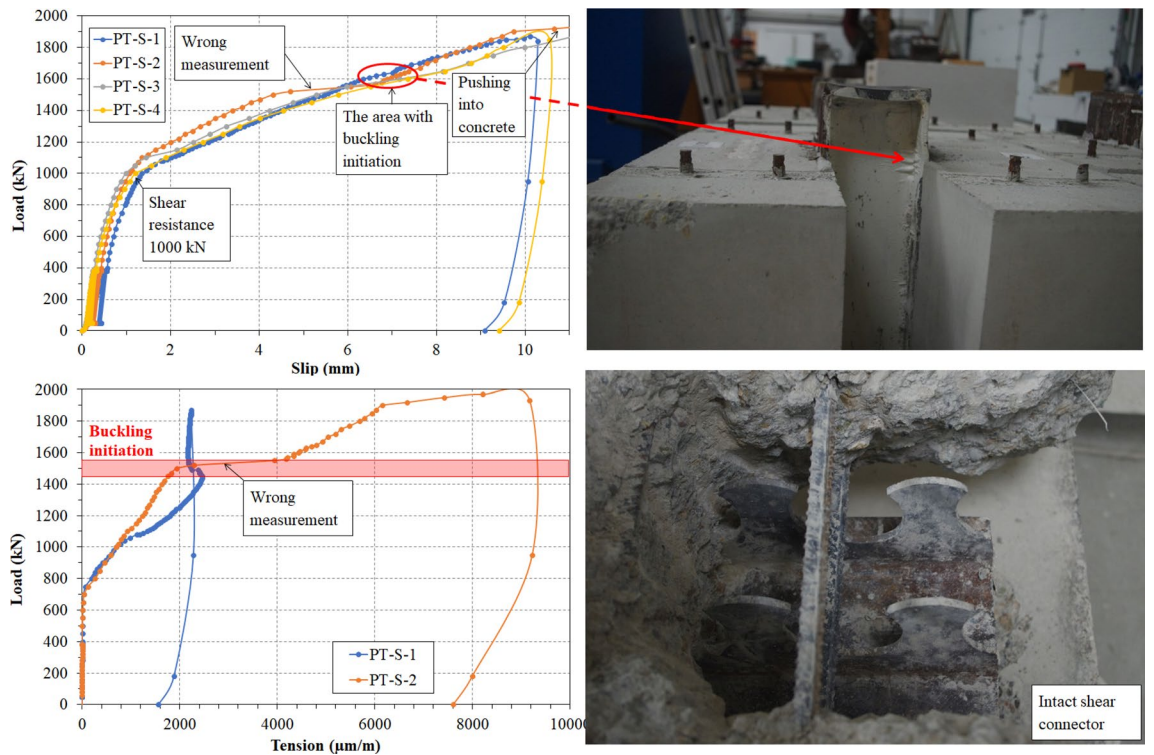 2000
1800
1600
1400
1200
1000
800
600
400
200
0
Load (kN)
PT-S-1
PT-S-2
PT-S-3
PT-S-4
Wrong
measurement
The area with
buckling
initiation
Pushing
into
concrete
Shear
resistance
1000 kN
0 2 4 6 8 10
Slip (mm)
2000
1800
1600
1400
1200
1000
800
600
400
200
0
Load (kN)
Buckling
initiation
Wrong
measurement
PT-S-1
PT-S-2
0 2000 4000 6000 8000 10000
Tension (μm/m)
Intact shear
connector